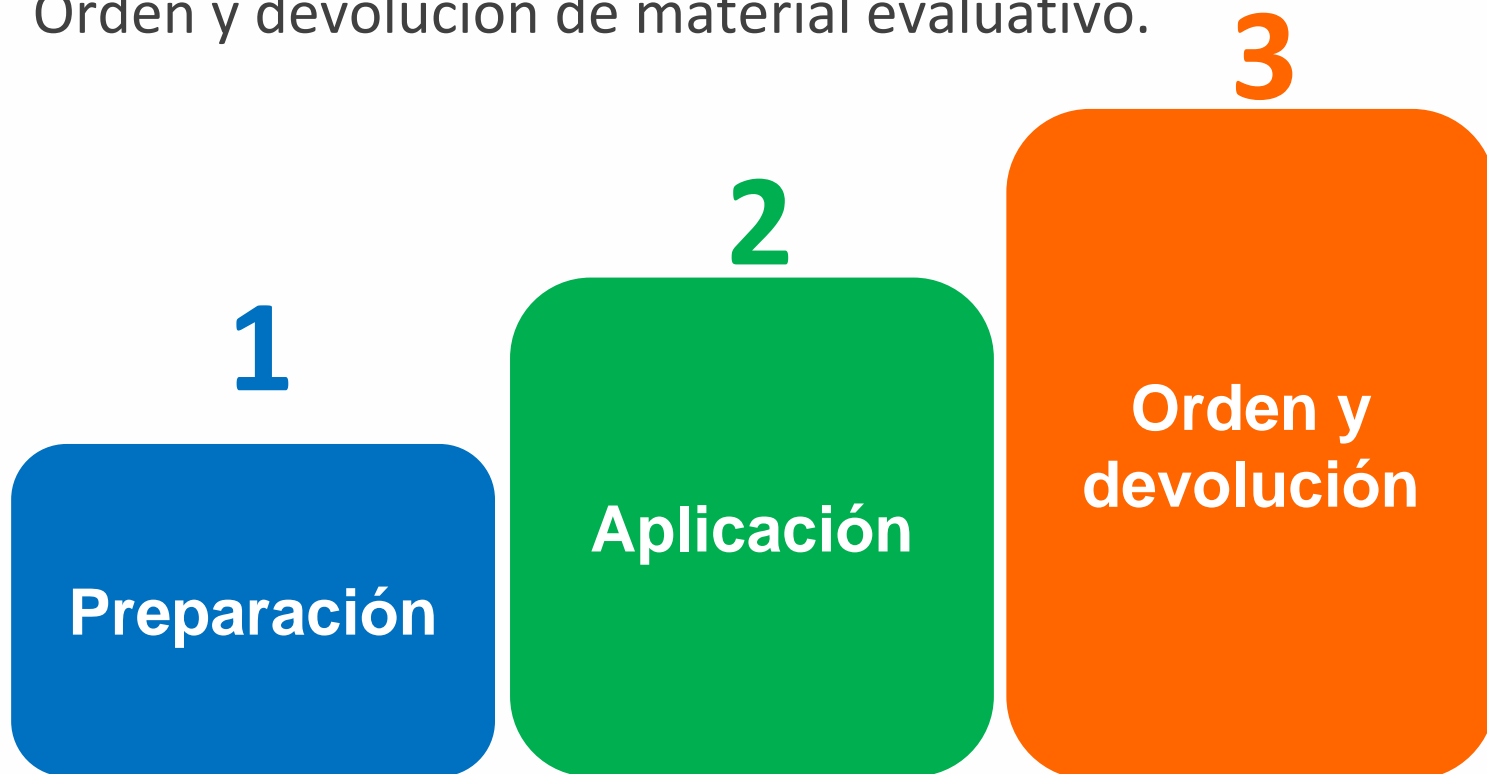 Orden y devolución de material evaluativo.
3
2
1
Orden y
devolución
Aplicación
Preparación